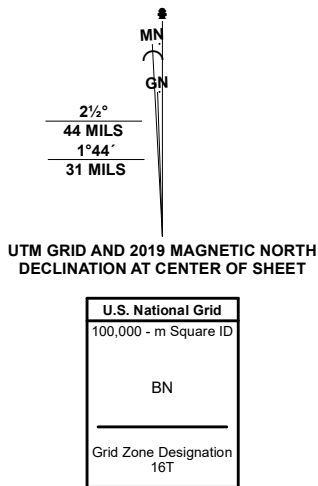 MN
GN
2½°
44 MILS
1°44´
31 MILS
UTM GRID AND 2019 MAGNETIC NORTH
DECLINATION AT CENTER OF SHEET
U.S. National Grid
100,000 - m Square ID
BN
Grid Zone Designation
16T